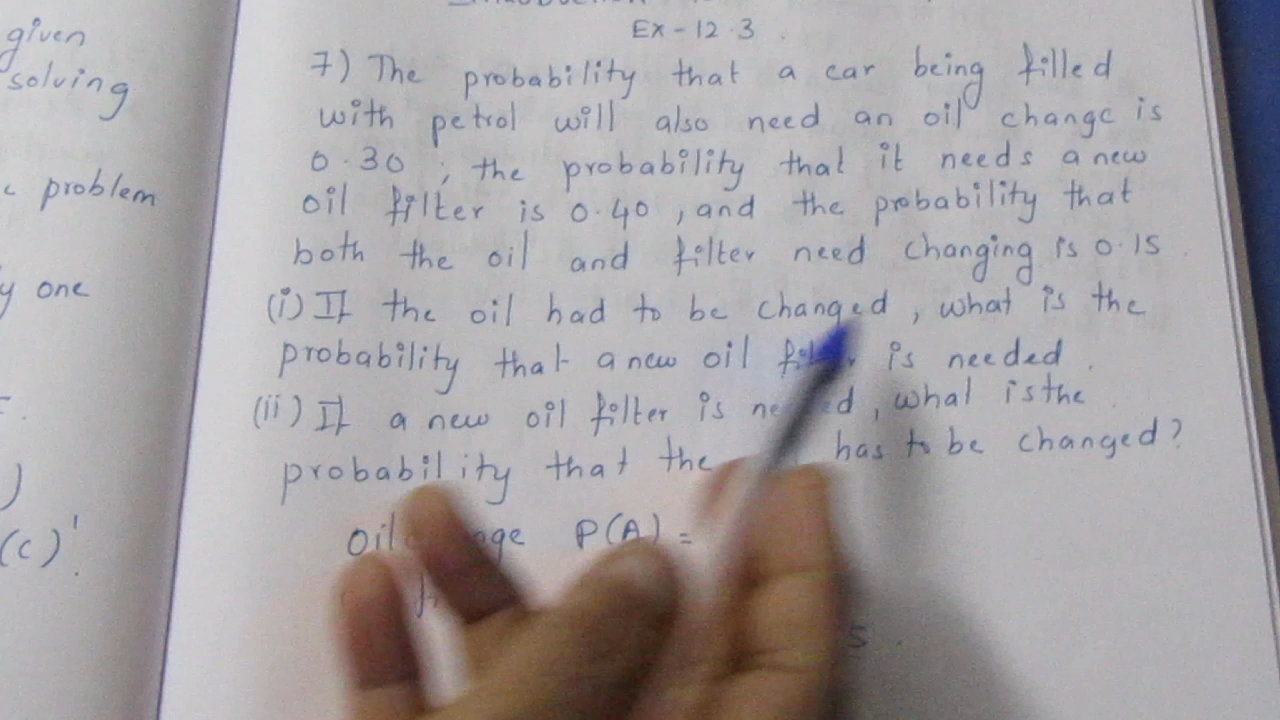 given
solving
problem
one
(c)'
Ex-12.3
7) The probability that a car being filled
with petrol will also need an oil change is
0.30; the probability that it needs a new
oil filter is 0.40, and the probability that
both the oil and filter need changing is 0.15
(i) If the oil had to be changed, what is the
probability that a new oil filter is needed.
(ii) If a new oil filter is needed, what is the
probability that the has to be changed?
oil P(A) =